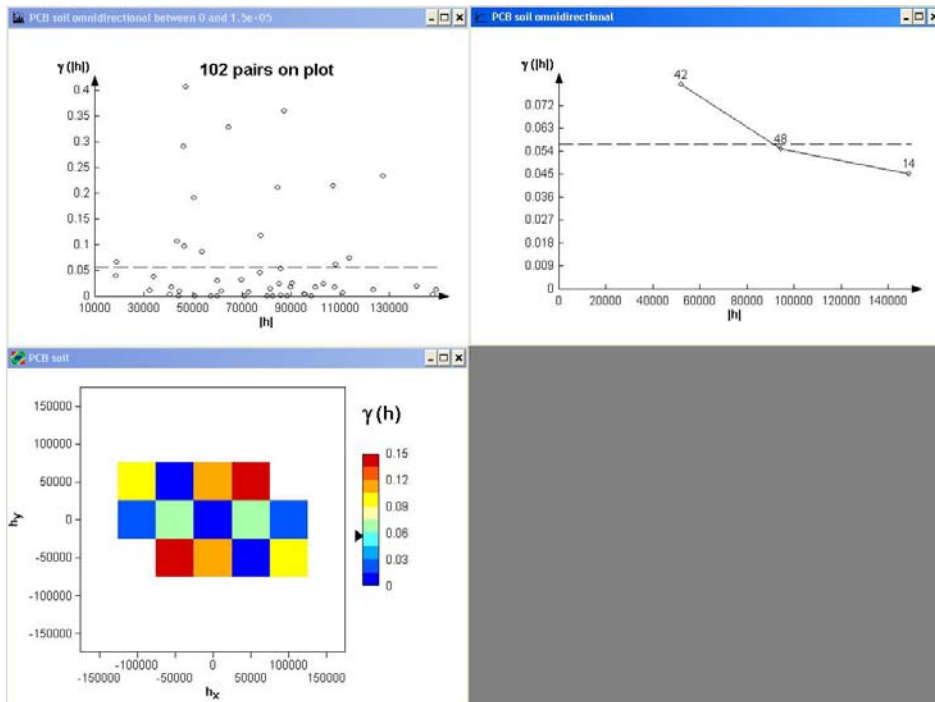 PCB soil omnidirectional between 0 and 1.5e+05
γ (|h|)
102 pairs on plot
0.4
0.35
0.3
0.25
0.2
0.15
0.1
0.05
0
10000 30000 50000 70000 90000 110000 130000
|h|
PCB soil omnidirectional
γ (|h|)
42
0.072
0.063
48
0.054
14
0.045
0.036
0.027
0.018
0.009
0
0 20000 40000 60000 80000 100000 120000 140000
|h|
PCB soil
150000
100000
50000
0
-50000
-100000
-150000
hy
-100000 0 100000
-150000 -50000 50000 150000
hx
γ (h)
0.15
0.12
0.09
0.06
0.03
0